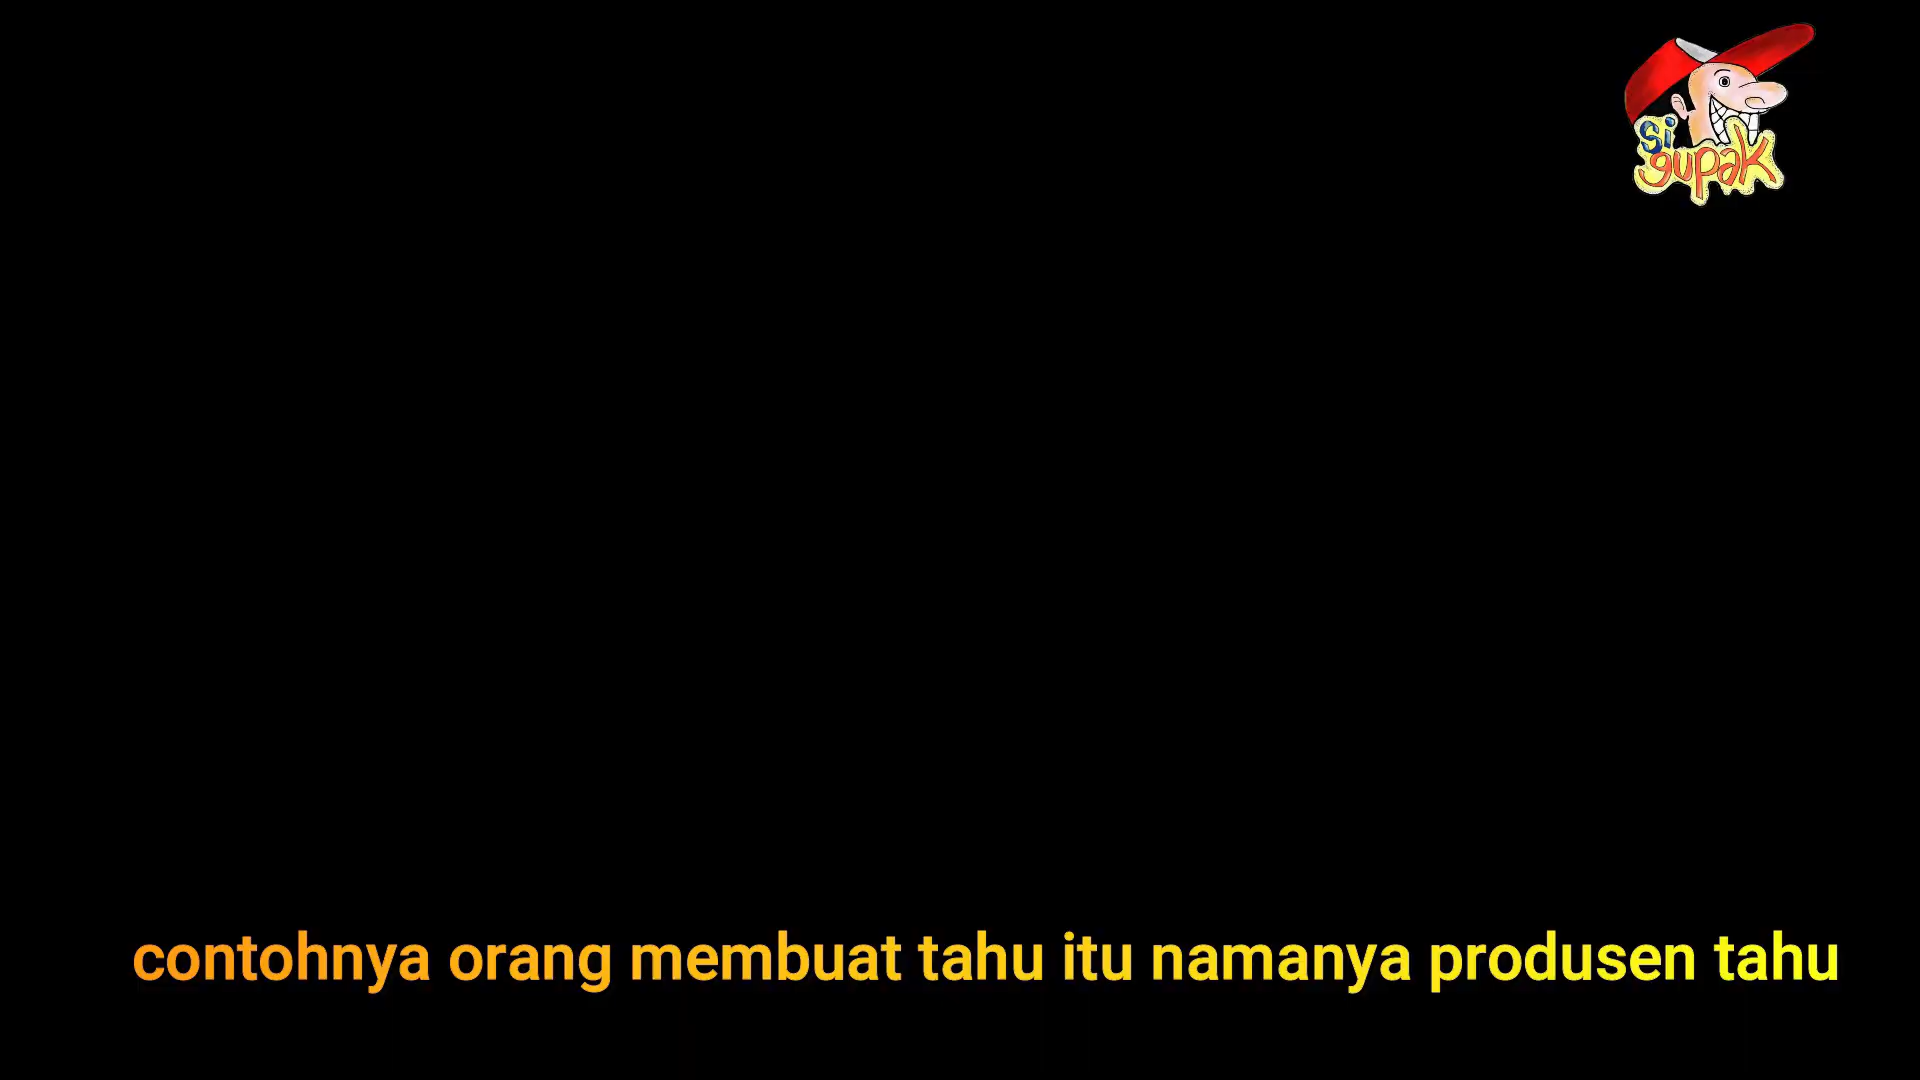 si
gupak
contohnya orang membuat tahu itu namanya produsen tahu